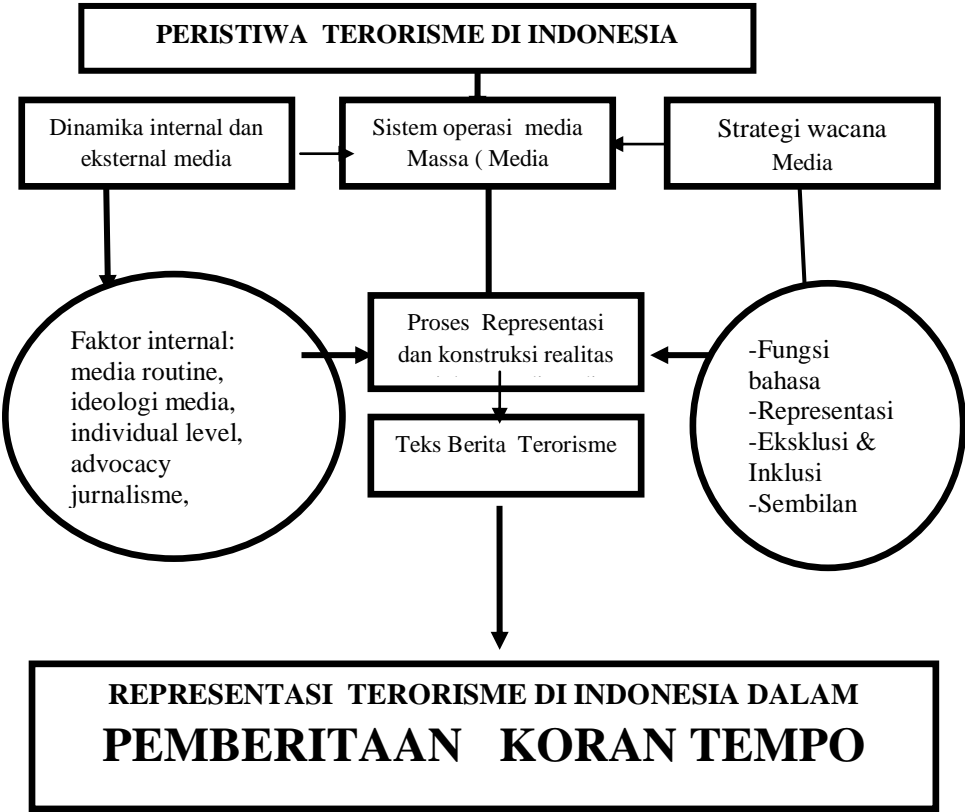 PERISTIWA TERORISME DI INDONESIA
Dinamika internal dan
eksternal media
Sistem operasi media
Massa ( Media
Strategi wacana
Media
Faktor internal:
media routine,
ideologi media,
individual level,
advocacy
jurnalisme,
Proses Representasi
dan konstruksi realitas
-Fungsi
bahasa
-Representasi
-Eksklusi &
Inklusi
-Sembilan
Teks Berita Terorisme
REPRESENTASI TERORISME DI INDONESIA DALAM
PEMBERITAAN KORAN TEMPO